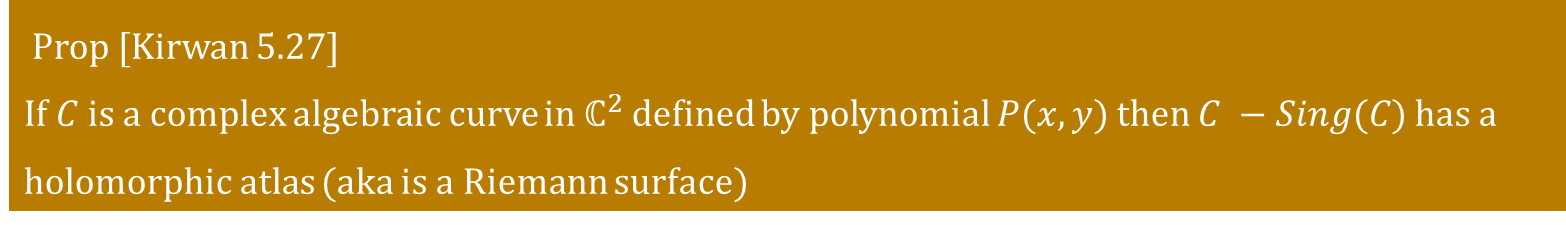 Prop [Kirwan 5.27]
If 𝐶 is a complex algebraic curve in ℂ² defined by polynomial 𝑃(𝑥, 𝑦) then 𝐶 − 𝑆𝑖𝑛𝑔(𝐶) has a
holomorphic atlas (aka is a Riemann surface)